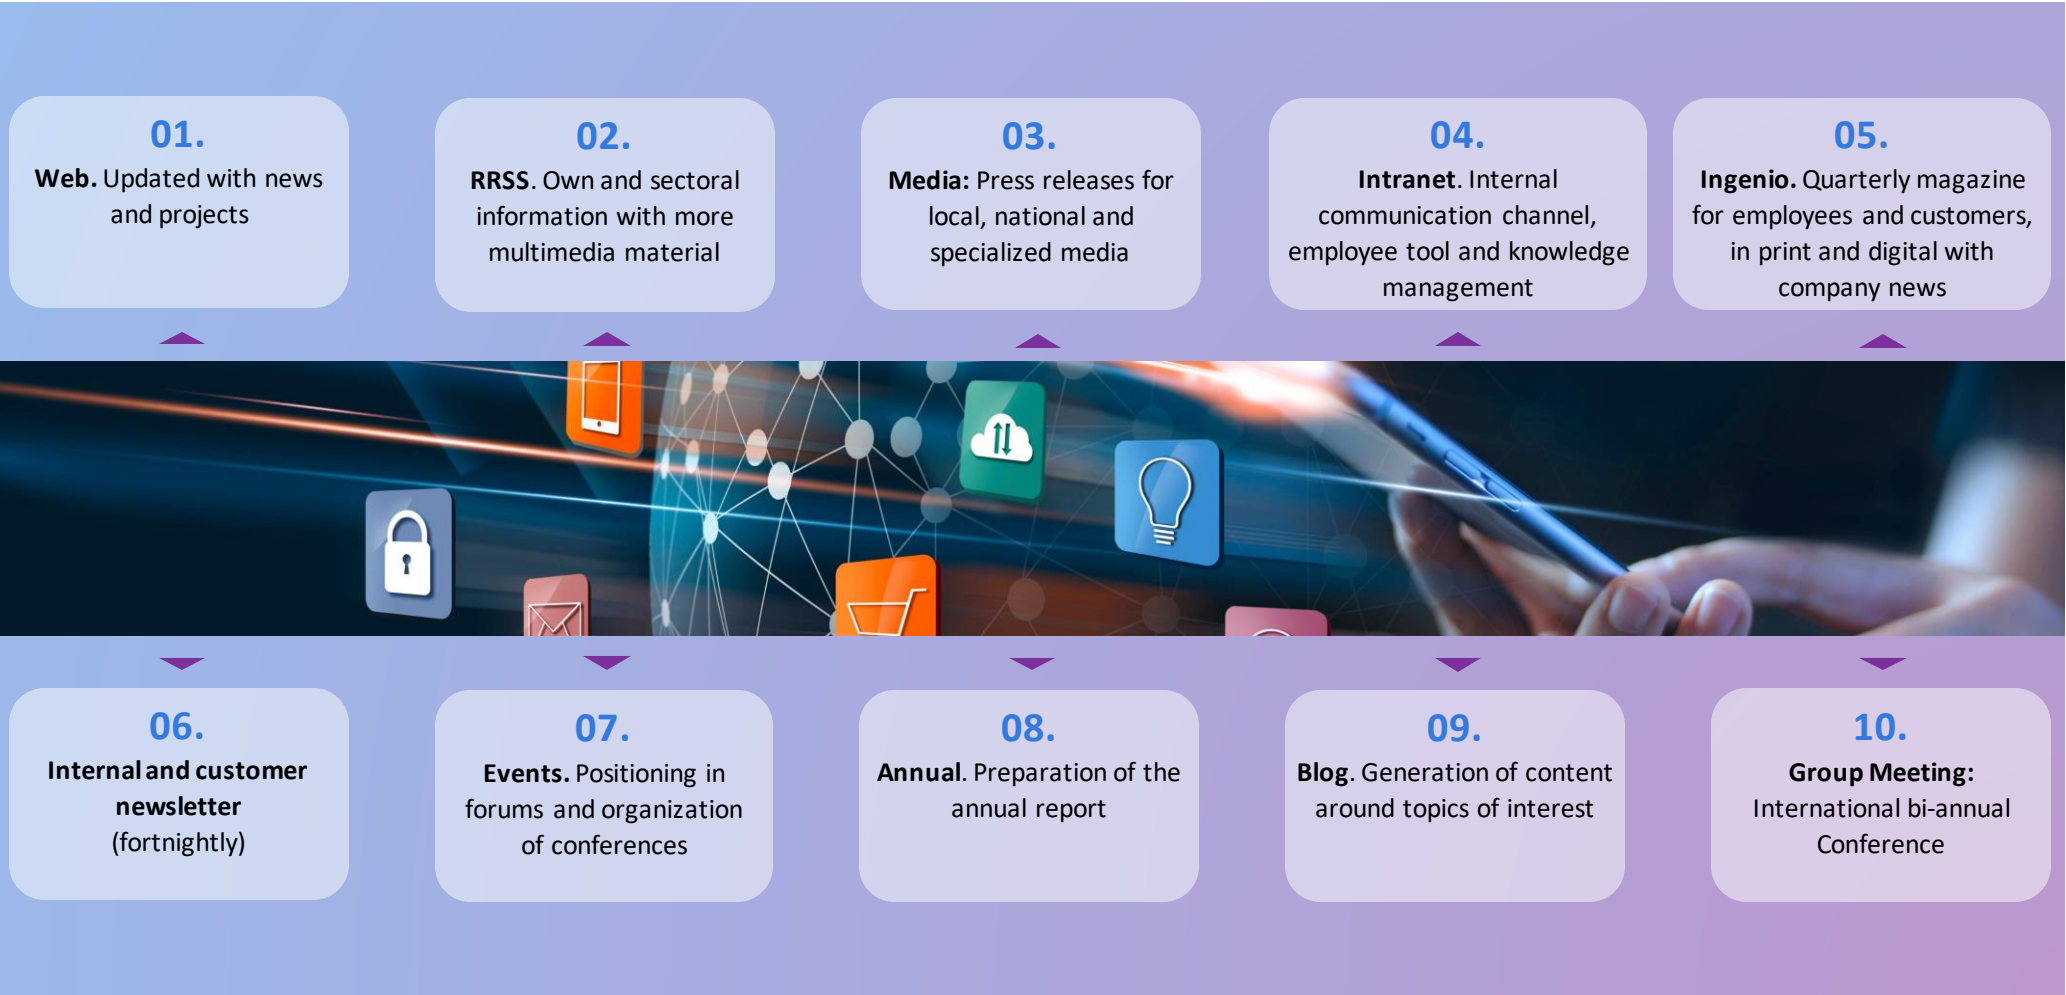 01.
Web. Updated with news
and projects
02.
RRSS. Own and sectoral
information with more
multimedia material
03.
Media: Press releases for
local, national and
specialized media
04.
Intranet. Internal
communication channel,
employee tool and knowledge
management
05.
Ingenio. Quarterly magazine
for employees and customers,
in print and digital with
company news
06.
Internal and customer
newsletter
(fortnightly)
07.
Events. Positioning in
forums and organization
of conferences
08.
Annual. Preparation of the
annual report
09.
Blog. Generation of content
around topics of interest
10.
Group Meeting:
International bi-annual
Conference